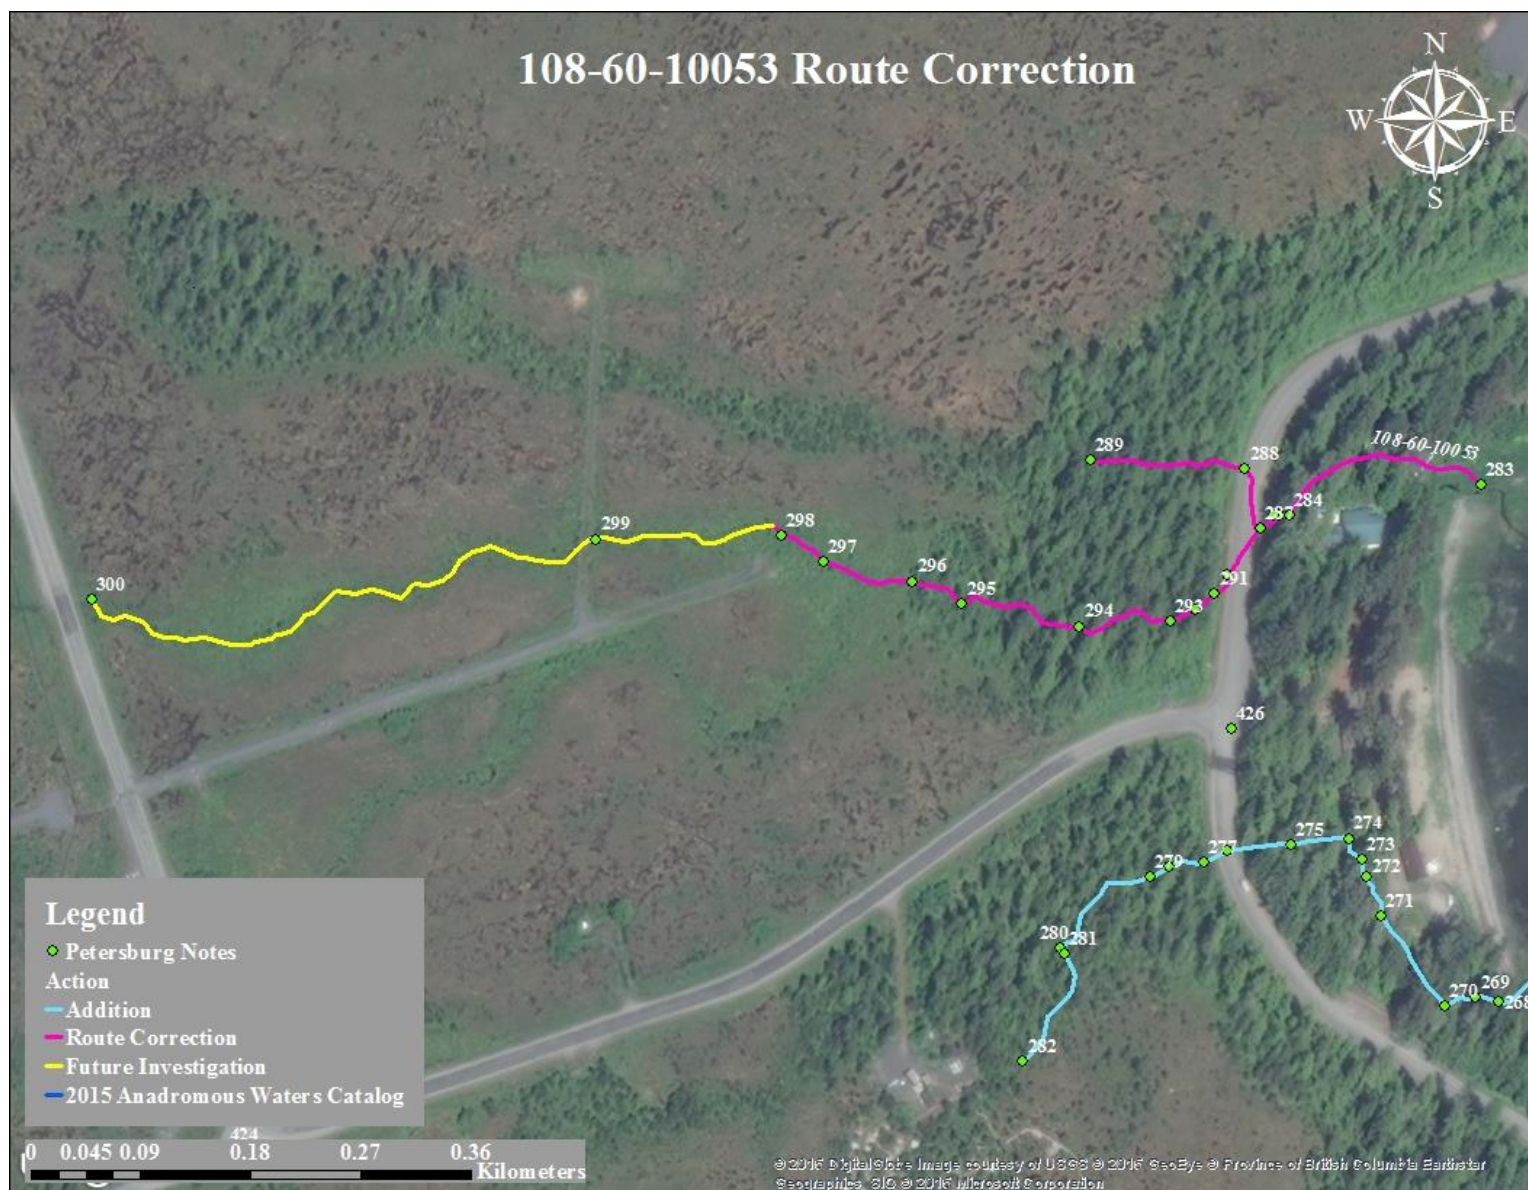 108-60-10053 Route Correction
N
W E
S
289
288
108-60-10053
283
284
287
298
299
297
296
300
291
295
293
294
426
274
275
273
277
279
272
271
280
281
270
269
268
282
Legend
Petersburg Notes
Action
Addition
Route Correction
Future Investigation
2015 Anadromous Waters Catalog
424
0 0.045 0.09 0.18 0.27 0.36
Kilometers
© 2016 DigitalGlobe Image courtesy of USGS © 2016 GeoEye © Province of British Columbia Earthstar
Geographics SIO © 2016 Microsoft Corporation